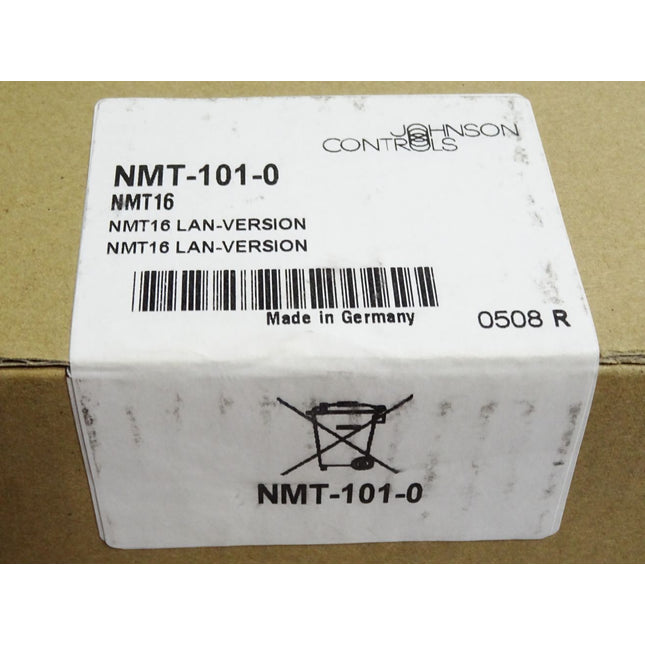 JOHNSON
CONTROLS
NMT-101-0
NMT16
NMT16 LAN-VERSION
NMT16 LAN-VERSION
Made in Germany
0508 R
NMT-101-0